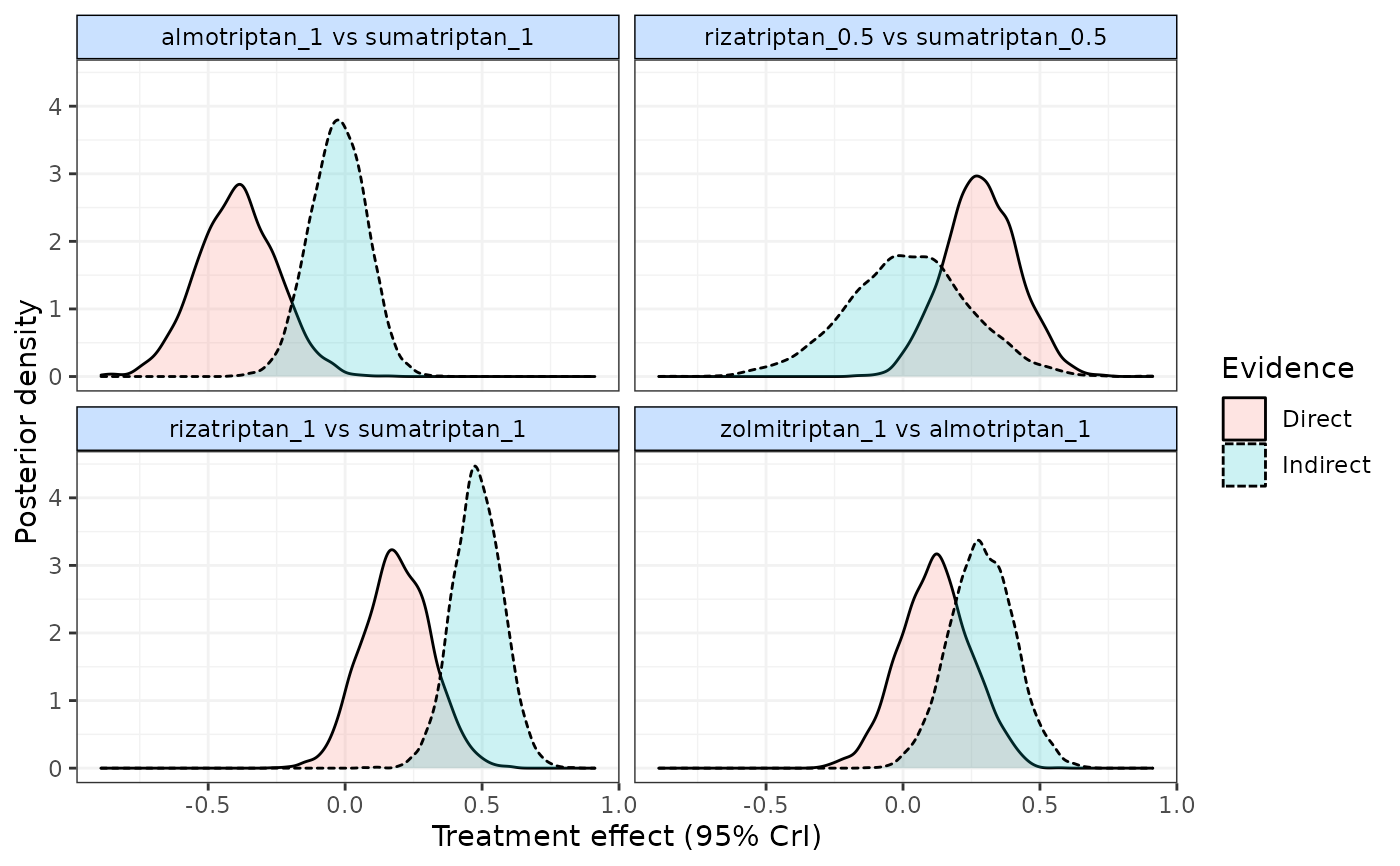 almotriptan_1 vs sumatriptan_1
rizatriptan_0.5 vs sumatriptan_0.5
4
3
2
1
0
rizatriptan_1 vs sumatriptan_1
zolmitriptan_1 vs almotriptan_1
4
3
2
1
0
-0.5 0.0 0.5 1.0
-0.5 0.0 0.5 1.0
Treatment effect (95% CrI)
Posterior density
Evidence
Direct
Indirect